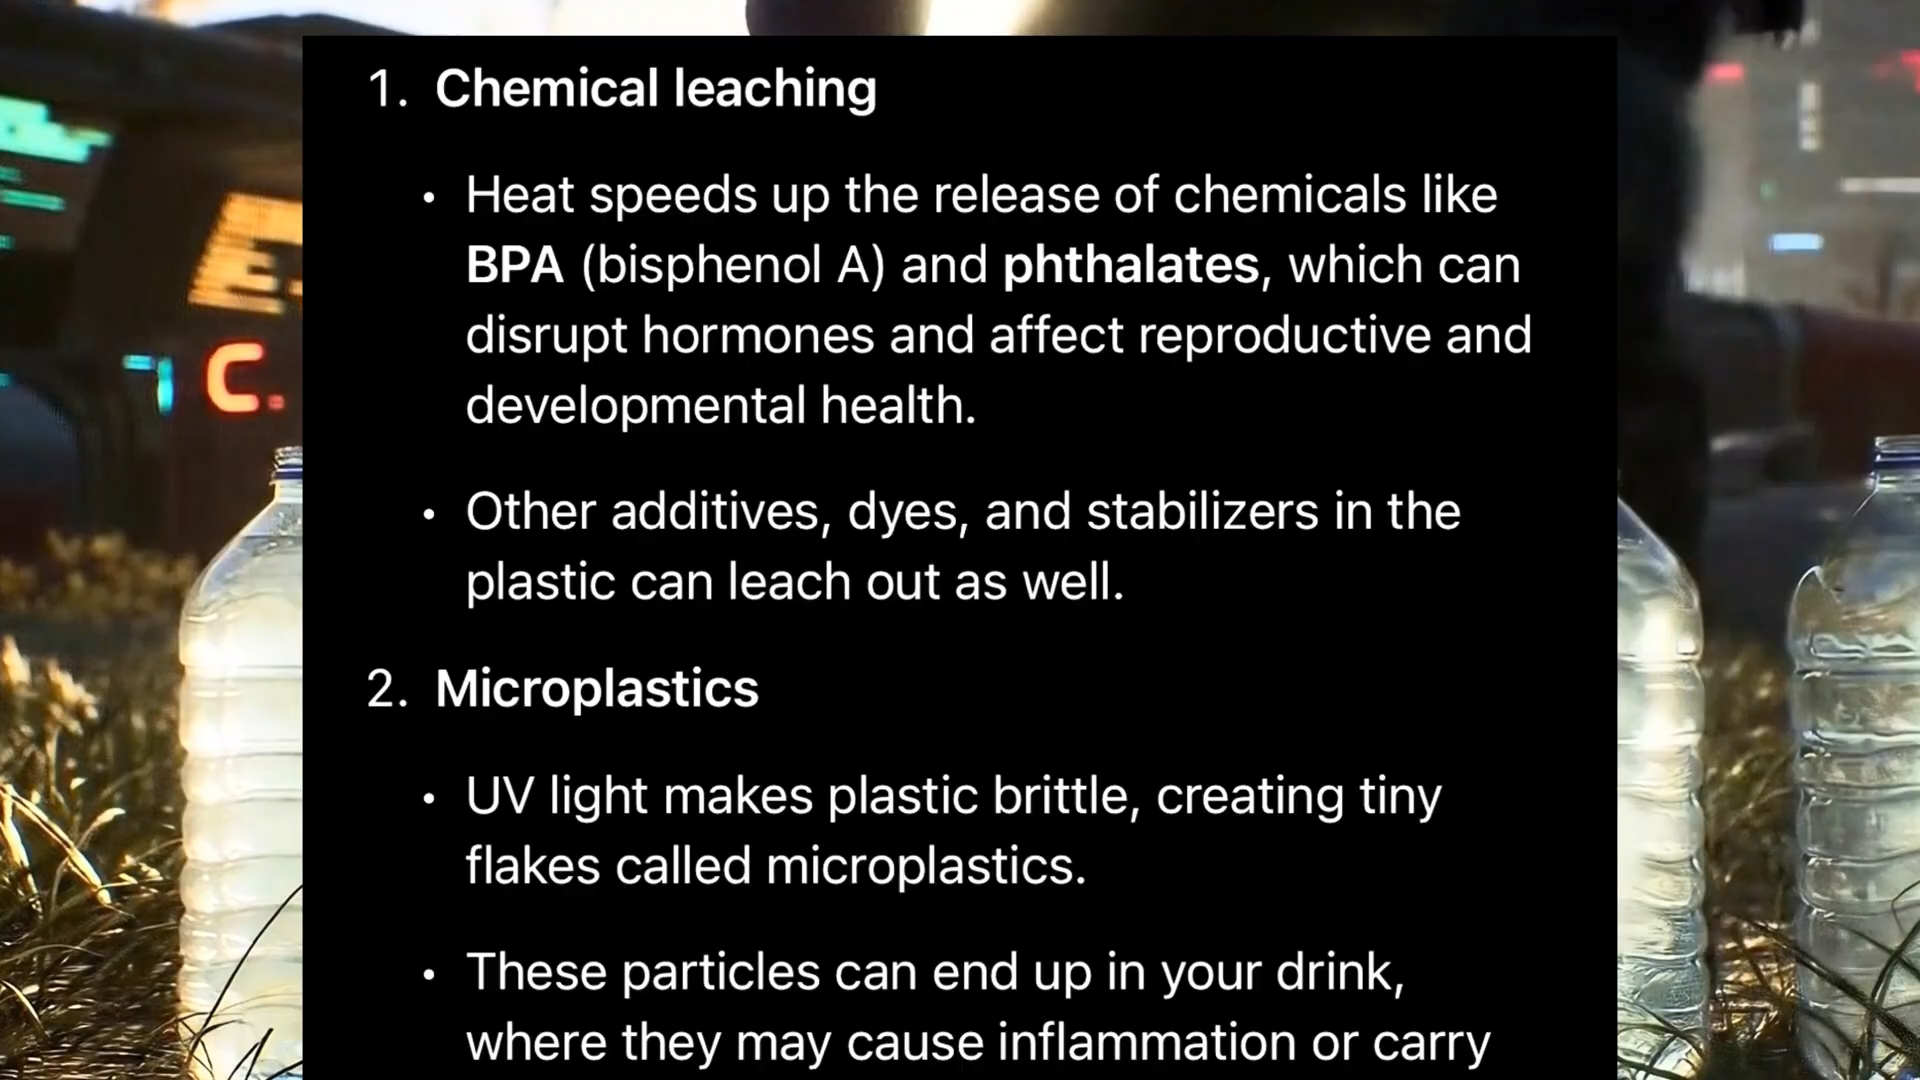 1. Chemical leaching
• Heat speeds up the release of chemicals like
BPA (bisphenol A) and phthalates, which can
disrupt hormones and affect reproductive and
developmental health.
• Other additives, dyes, and stabilizers in the
plastic can leach out as well.
2. Microplastics
• UV light makes plastic brittle, creating tiny
flakes called microplastics.
• These particles can end up in your drink,
where they may cause inflammation or carry